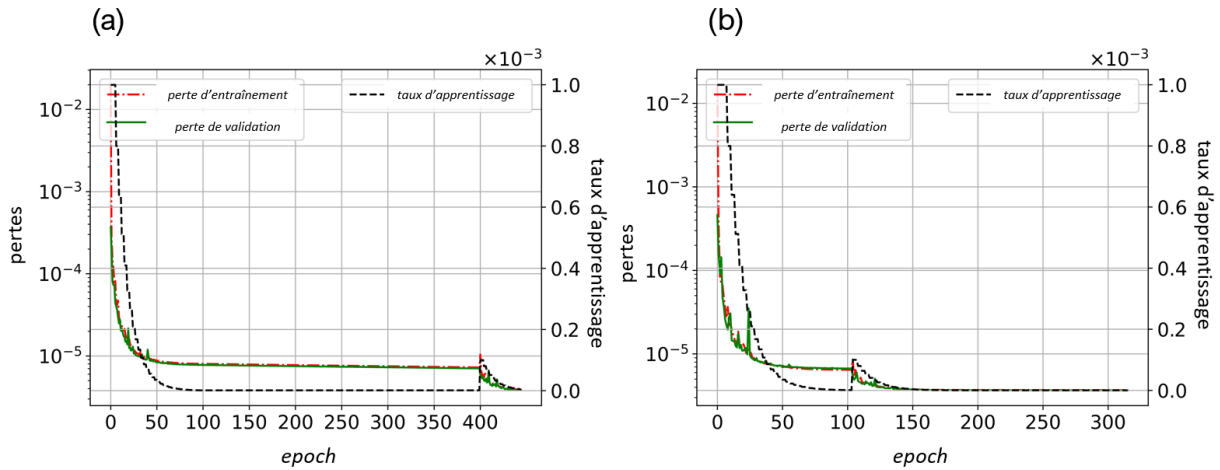 (a)
×10⁻³
perte d'entraînement
taux d'apprentissage
perte de validation
10⁻²
10⁻³
10⁻⁴
10⁻⁵
pertes
1.0
0.8
0.6
0.4
0.2
0.0
taux d'apprentissage
0 50 100 150 200 250 300 350 400
epoch
(b)
×10⁻³
perte d'entraînement
taux d'apprentissage
perte de validation
10⁻²
10⁻³
10⁻⁴
10⁻⁵
pertes
1.0
0.8
0.6
0.4
0.2
0.0
taux d'apprentissage
0 50 100 150 200 250 300
epoch